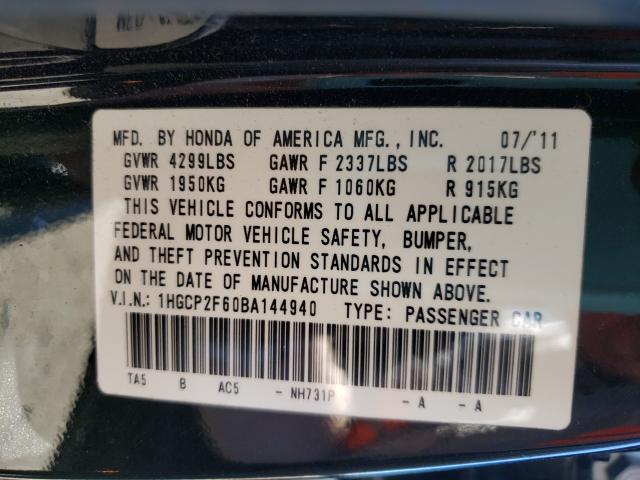 MFD. BY HONDA OF AMERICA MFG., INC. 07/'11
GVWR 4299LBS GAWR F 2337LBS R 2017LBS
GVWR 1950KG GAWR F 1060KG R 915KG
THIS VEHICLE CONFORMS TO ALL APPLICABLE
FEDERAL MOTOR VEHICLE SAFETY, BUMPER,
AND THEFT PREVENTION STANDARDS IN EFFECT
ON THE DATE OF MANUFACTURE SHOWN ABOVE.
V.I.N.: 1HGCP2F60BA144940 TYPE: PASSENGER CAR
TA5 B AC5 - NH731P - A - A